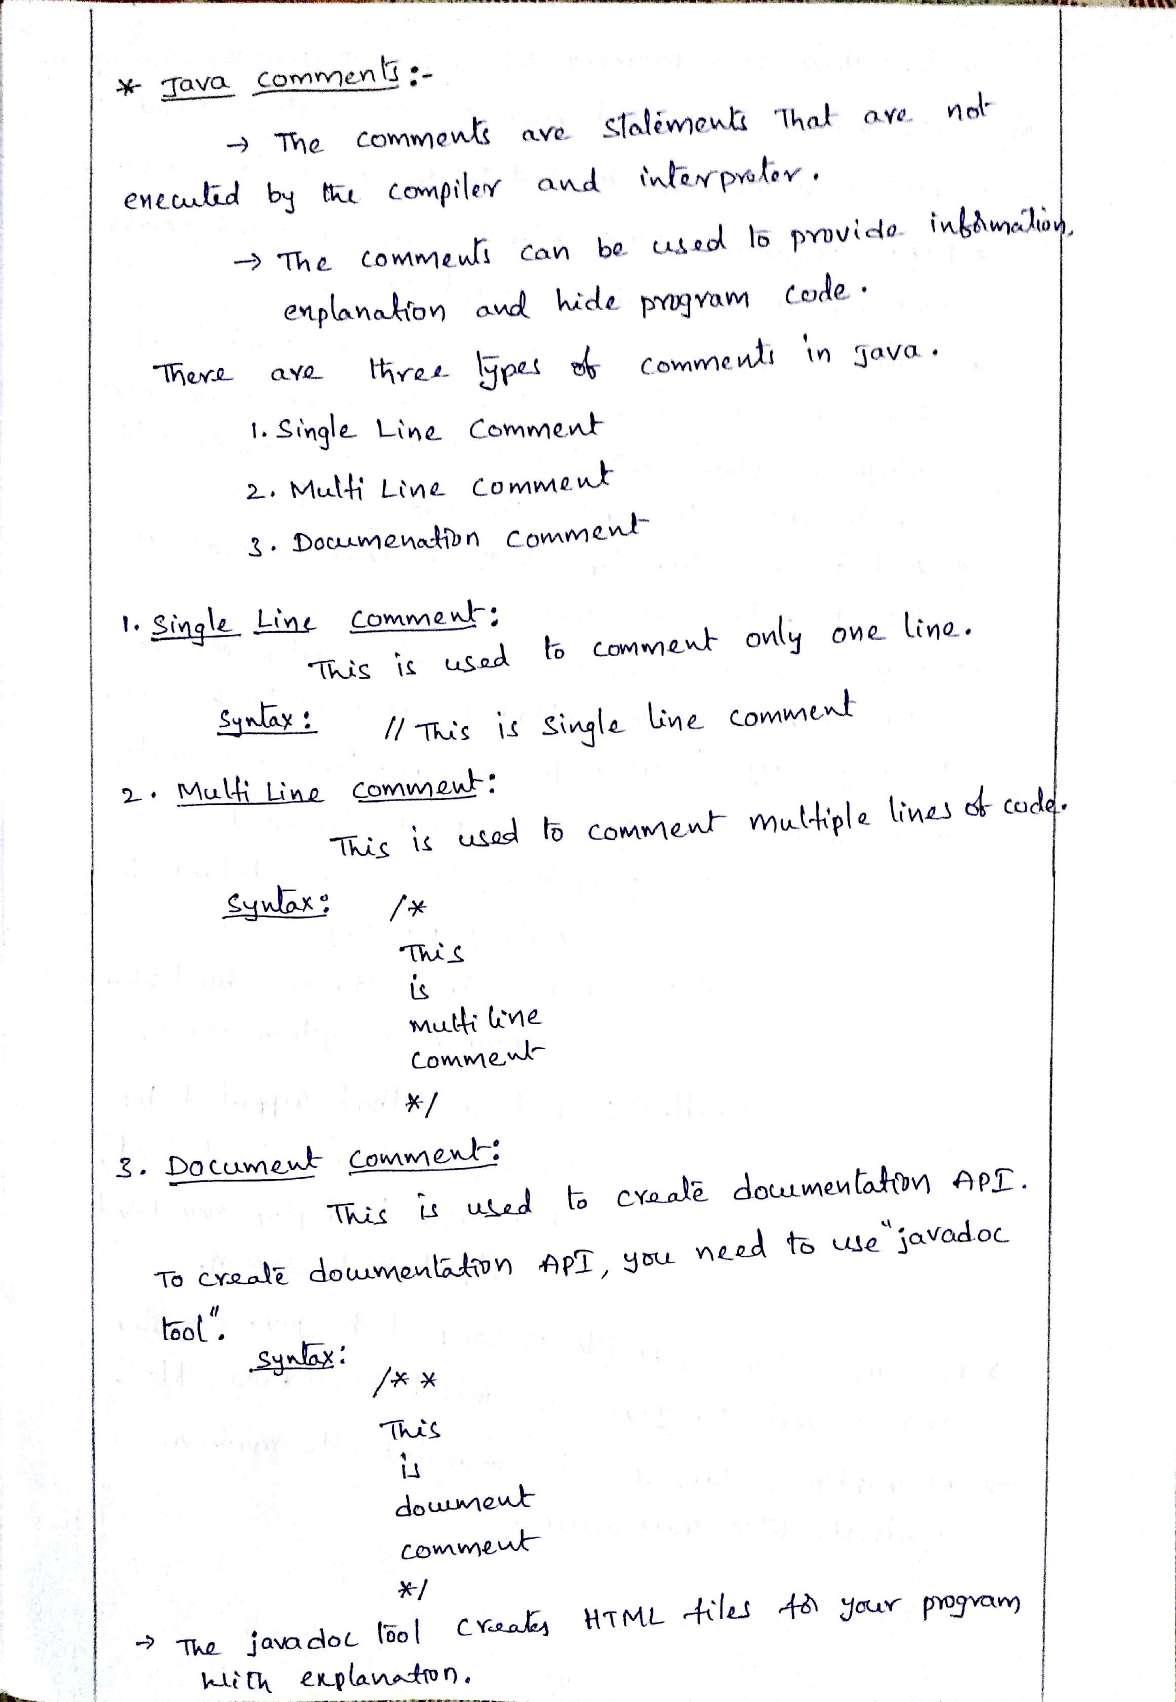 * Java comments :-
→ The comments are statements That are not
executed by the compiler and interpreter.
→ The comments can be used to provide information,
explanation and hide program code.
There are three types of comments in Java.
1. Single Line Comment
2. Multi Line comment
3. Documenation comment
1. Single Line comment:
This is used to comment only one line.
Syntax: // This is single line comment
2. Multi Line comment:
This is used to comment multiple lines of code.
Syntax: /*
This
is
multi line
comment
*/
3. Document comment:
This is used to create documentation API.
To create documentation API, you need to use "javadoc
tool".
Syntax:
/**
This
is
document
comment
*/
→ The javadoc tool creates HTML files for your program
with explanation.